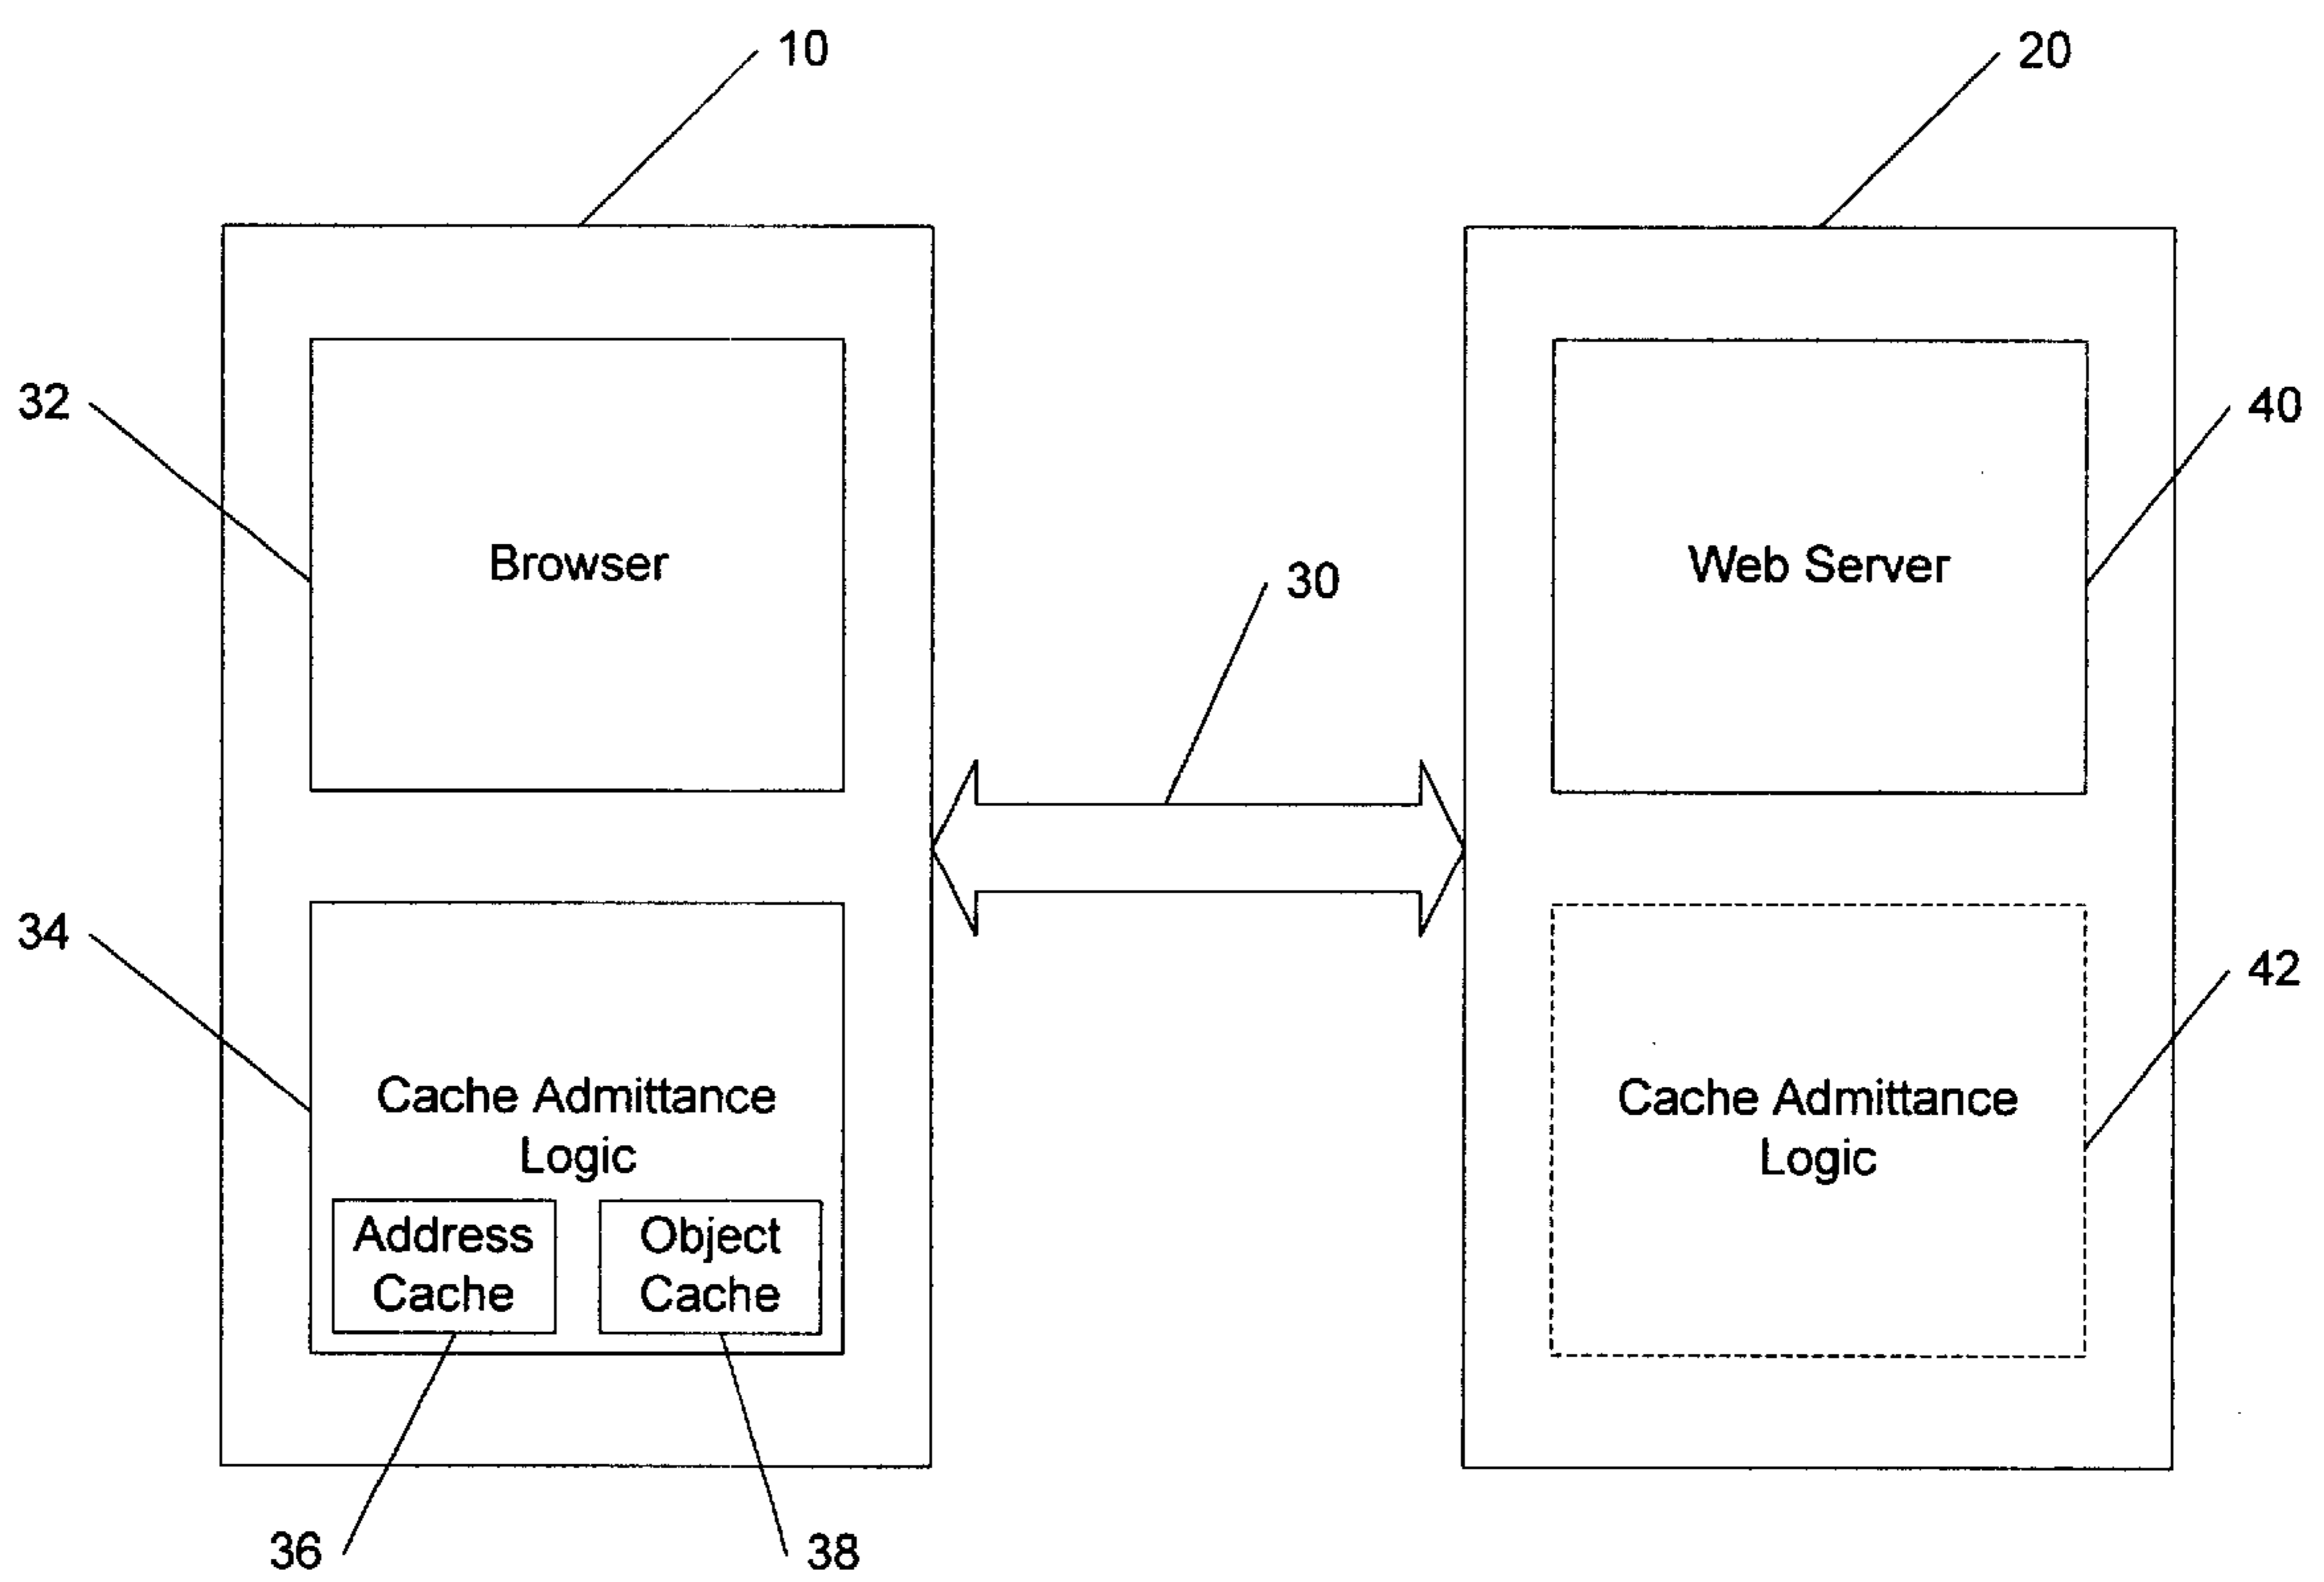 10
20
32
Browser
Web Server
40
30
34
Cache Admittance
Logic
Address
Cache
Object
Cache
Cache Admittance
Logic
42
36
38